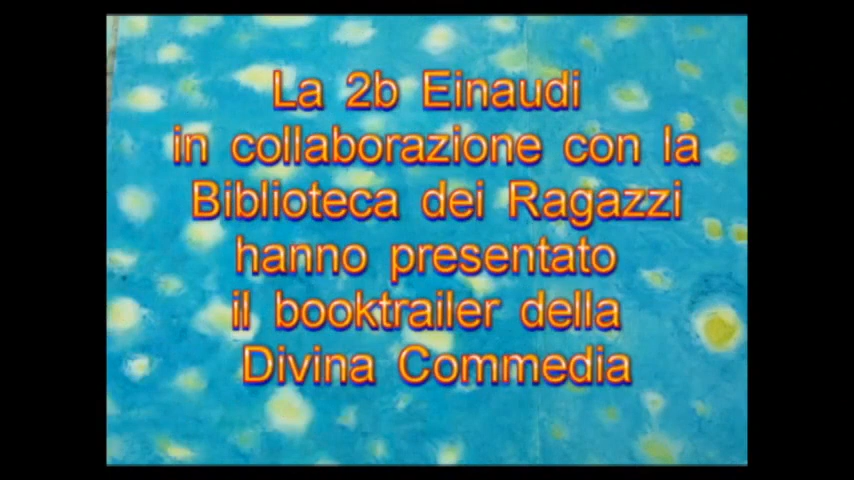 La 2b Einaudi
in collaborazione con la
Biblioteca dei Ragazzi
hanno presentato
il booktrailer della
Divina Commedia